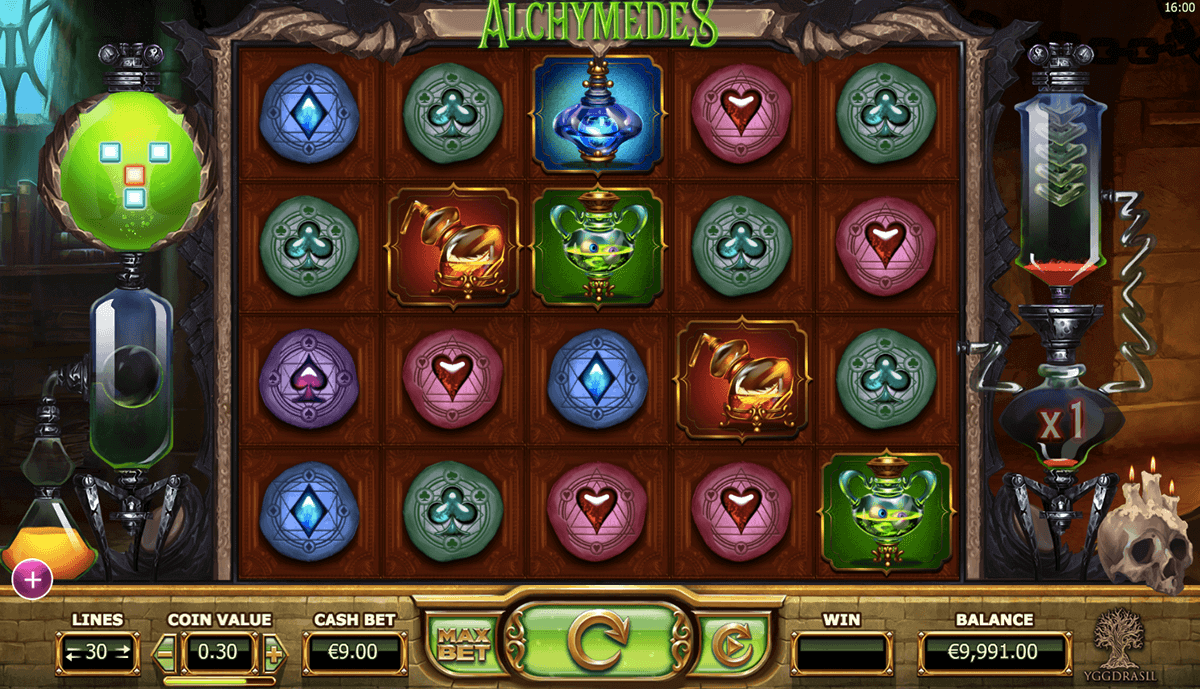 16:00
ALCHYMEDES
x1
LINES
30
COIN VALUE
0.30
CASH BET
€9.00
MAX
BET
WIN
BALANCE
€9,991.00
YGGDRASIL